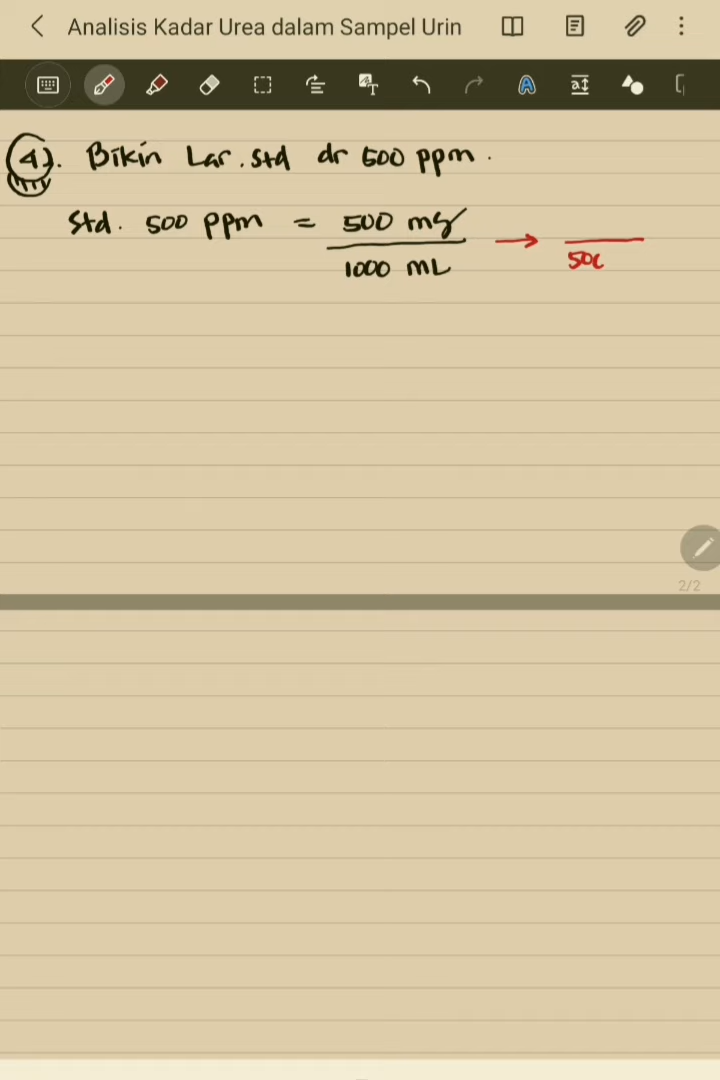 Analisis Kadar Urea dalam Sampel Urin
4). Bikin Lar. Std dr 500 ppm.
Std. 500 ppm = 500 mg
1000 mL → 50
2/2